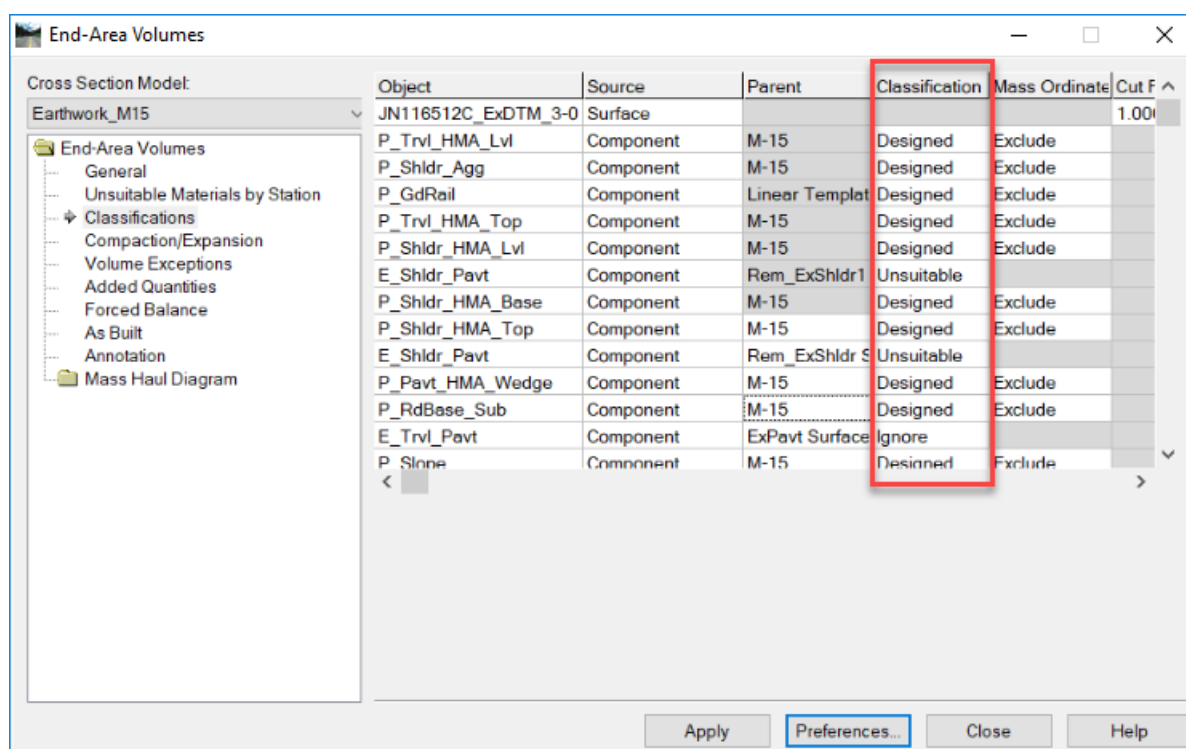 End-Area Volumes
Cross Section Model:
Earthwork_M15
End-Area Volumes
General
Unsuitable Materials by Station
Classifications
Compaction/Expansion
Volume Exceptions
Added Quantities
Forced Balance
As Built
Annotation
Mass Haul Diagram
Object Source Parent Classification Mass Ordinate Cut F
JN116512C_ExDTM_3-0 Surface 1.000
P_Trvl_HMA_Lvl Component M-15 Designed Exclude
P_Shldr_Agg Component M-15 Designed Exclude
P_GdRail Component Linear Templat Designed Exclude
P_Trvl_HMA_Top Component M-15 Designed Exclude
P_Shldr_HMA_Lvl Component M-15 Designed Exclude
E_Shldr_Pavt Component Rem_ExShldr1 Unsuitable
P_Shldr_HMA_Base Component M-15 Designed Exclude
P_Shldr_HMA_Top Component M-15 Designed Exclude
E_Shldr_Pavt Component Rem_ExShldr S Unsuitable
P_Pavt_HMA_Wedge Component M-15 Designed Exclude
P_RdBase_Sub Component M-15 Designed Exclude
E_Trvl_Pavt Component ExPavt Surface Ignore
P_Slope Component M-15 Designed Exclude
Apply Preferences... Close Help